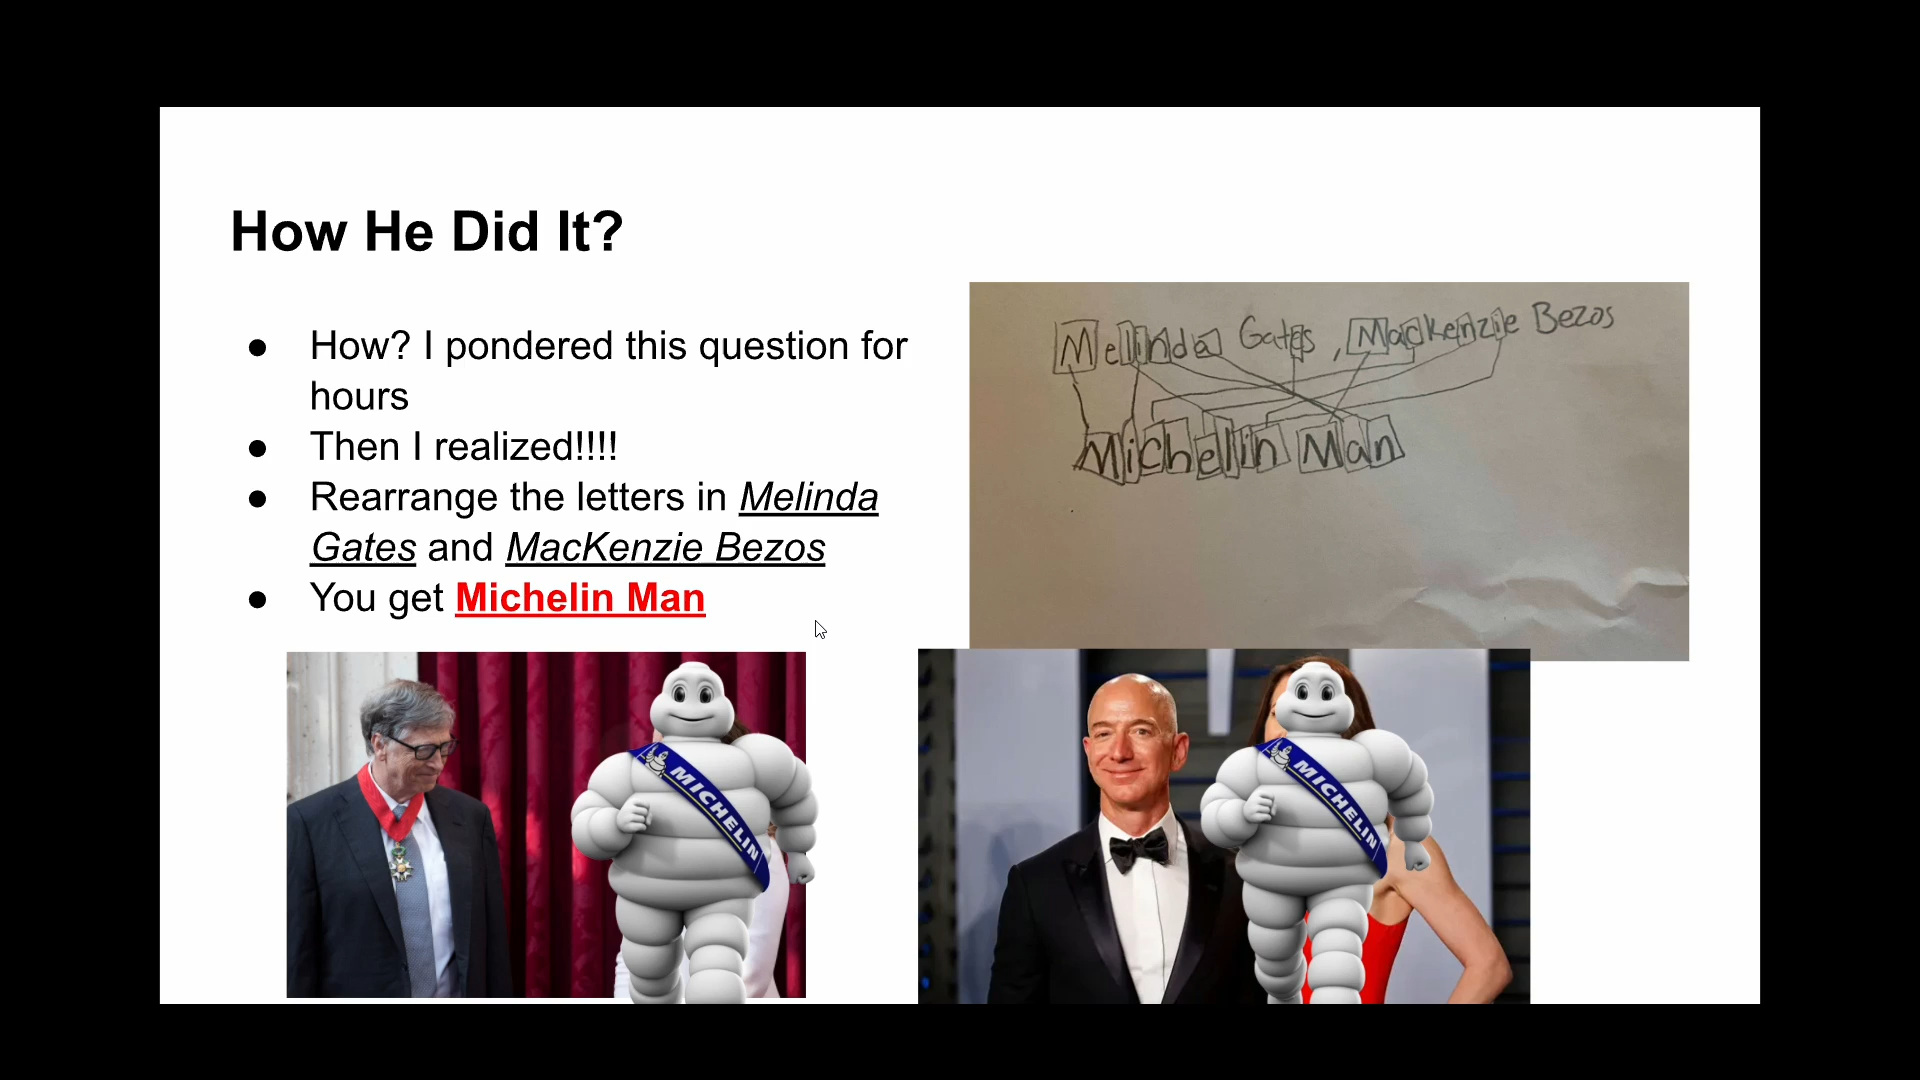 How He Did It?
● How? I pondered this question for
hours
● Then I realized!!!!
● Rearrange the letters in Melinda
Gates and MacKenzie Bezos
● You get Michelin Man
Melinda Gates, Mackenzie Bezos
Michelin Man
MICHELIN
MICHELIN